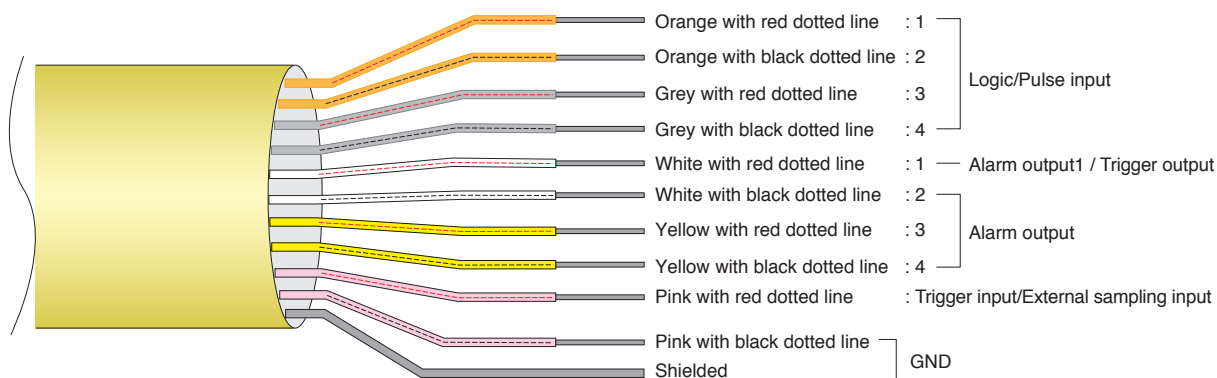 Orange with red dotted line : 1
Orange with black dotted line : 2
Logic/Pulse input
Grey with red dotted line : 3
Grey with black dotted line : 4
White with red dotted line : 1 Alarm output1 / Trigger output
White with black dotted line : 2
Yellow with red dotted line : 3
Alarm output
Yellow with black dotted line : 4
Pink with red dotted line : Trigger input/External sampling input
Pink with black dotted line
GND
Shielded